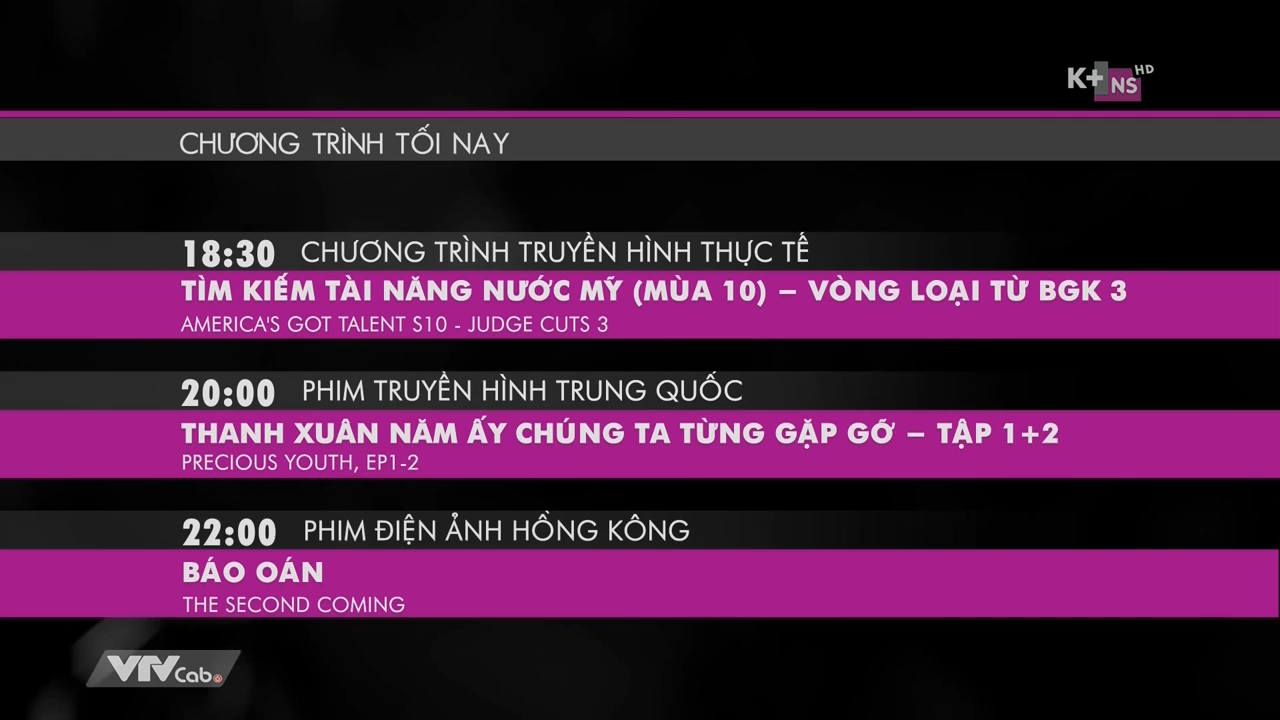 K+ NS HD
CHƯƠNG TRÌNH TỐI NAY
18:30 CHƯƠNG TRÌNH TRUYỀN HÌNH THỰC TẾ
TÌM KIẾM TÀI NĂNG NƯỚC MỸ (MÙA 10) – VÒNG LOẠI TỪ BGK 3
AMERICA'S GOT TALENT S10 - JUDGE CUTS 3
20:00 PHIM TRUYỀN HÌNH TRUNG QUỐC
THANH XUÂN NĂM ẤY CHÚNG TA TỪNG GẶP GỠ – TẬP 1+2
PRECIOUS YOUTH, EP1-2
22:00 PHIM ĐIỆN ẢNH HỒNG KÔNG
BÁO OÁN
THE SECOND COMING
VTVCab